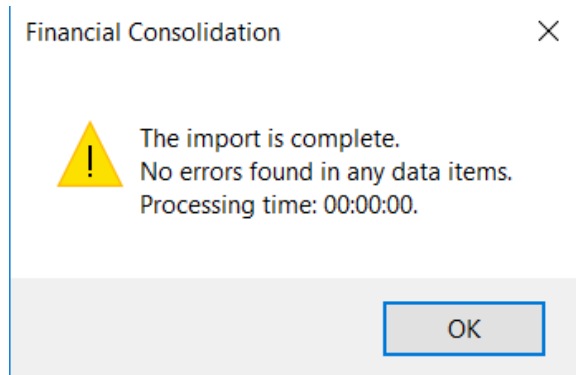 Financial Consolidation
The import is complete.
No errors found in any data items.
Processing time: 00:00:00.
OK